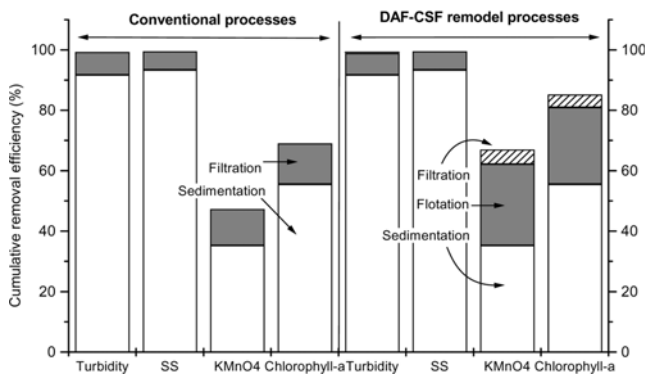 Conventional processes
DAF-CSF remodel processes
Cumulative removal efficiency (%)
100
80
60
40
20
0
Filtration
Sedimentation
Filtration
Flotation
Sedimentation
100
80
60
40
20
0
Turbidity SS KMnO4 Chlorophyll-a Turbidity SS KMnO4 Chlorophyll-a